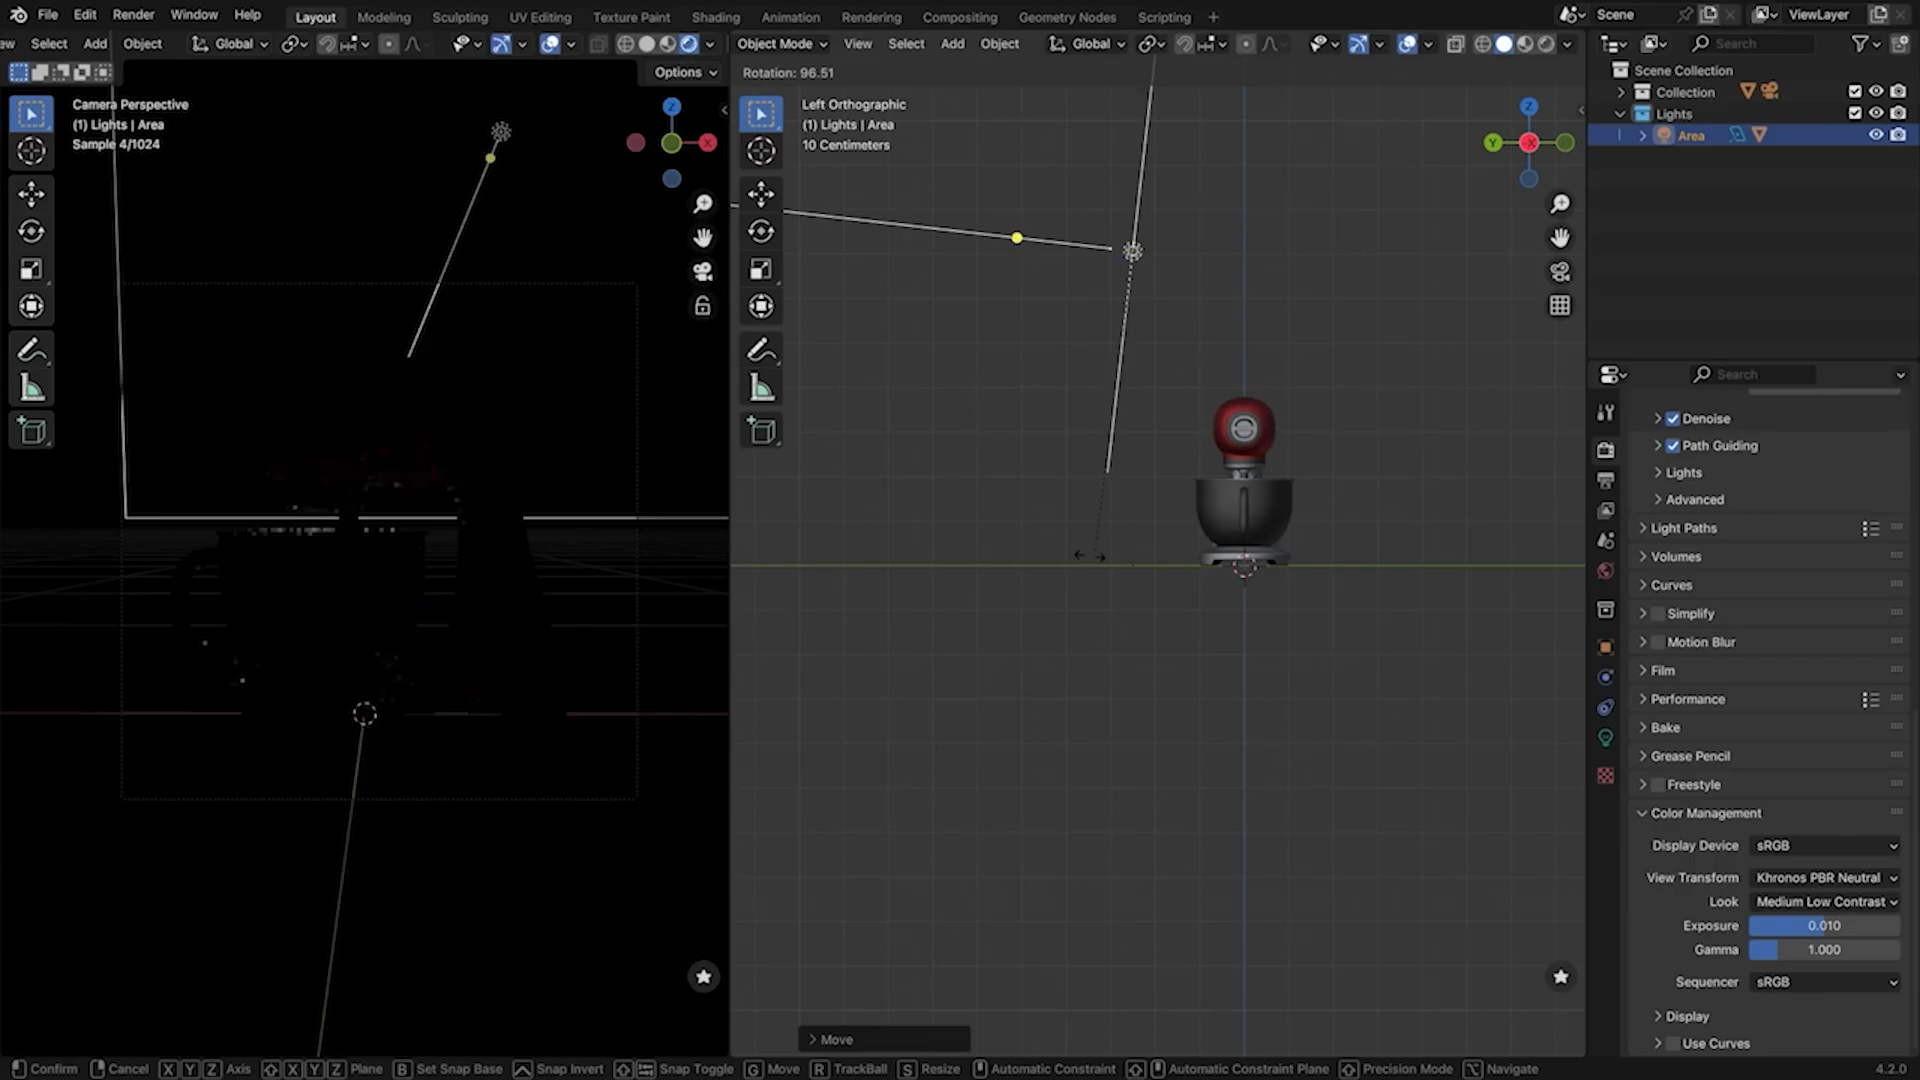 File Edit Render Window Help Layout Modeling Sculpting UV Editing Texture Paint Shading Animation Rendering Compositing Geometry Nodes Scripting + Scene ViewLayer
ew Select Add Object Global Object Mode View Select Add Object Global Search
Options Rotation: 96.51
Scene Collection
Collection
Lights
Area
Camera Perspective
(1) Lights | Area
Sample 4/1024
Z
X
Left Orthographic
(1) Lights | Area
10 Centimeters
Z
Y
X
Search
Denoise
Path Guiding
Lights
Advanced
Light Paths
Volumes
Curves
Simplify
Motion Blur
Film
Performance
Bake
Grease Pencil
Freestyle
Color Management
Display Device sRGB
View Transform Khronos PBR Neutral
Look Medium Low Contrast
Exposure 0.010
Gamma 1.000
Sequencer sRGB
Display
Use Curves
Move
Confirm Cancel X Y Z Axis X Y Z Plane B Set Snap Base Snap Invert Snap Toggle G Move R TrackBall S Resize Automatic Constraint Automatic Constraint Plane Precision Mode Navigate 4.2.0